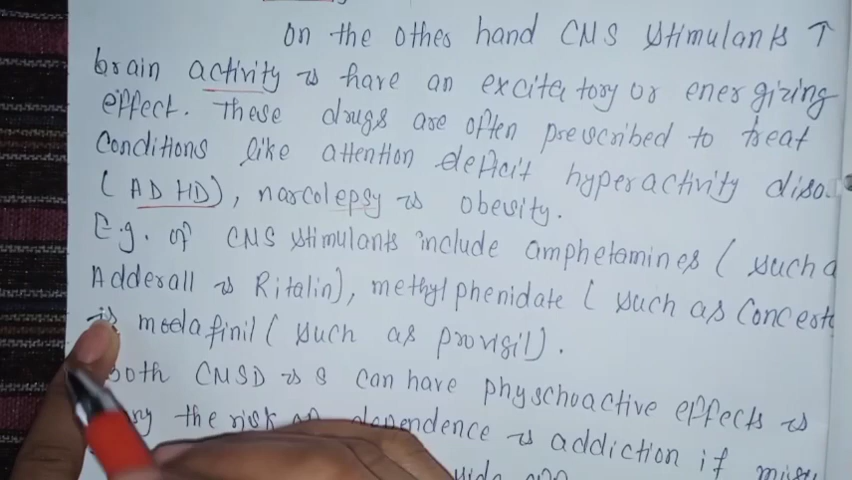 On the other hand CNS stimulants ↑
brain activity & have an excitatory or energizing
effect. These drugs are often prescribed to treat
conditions like attention deficit hyperactivity
(ADHD), narcolepsy & obesity.
E.g. of CNS stimulants include amphetamines (such
Adderall & Ritalin), methylphenidate (such as
& modafinil (such as provigil).
both CNSD & S can have physchoactive effects &
the risk dependence & addiction if